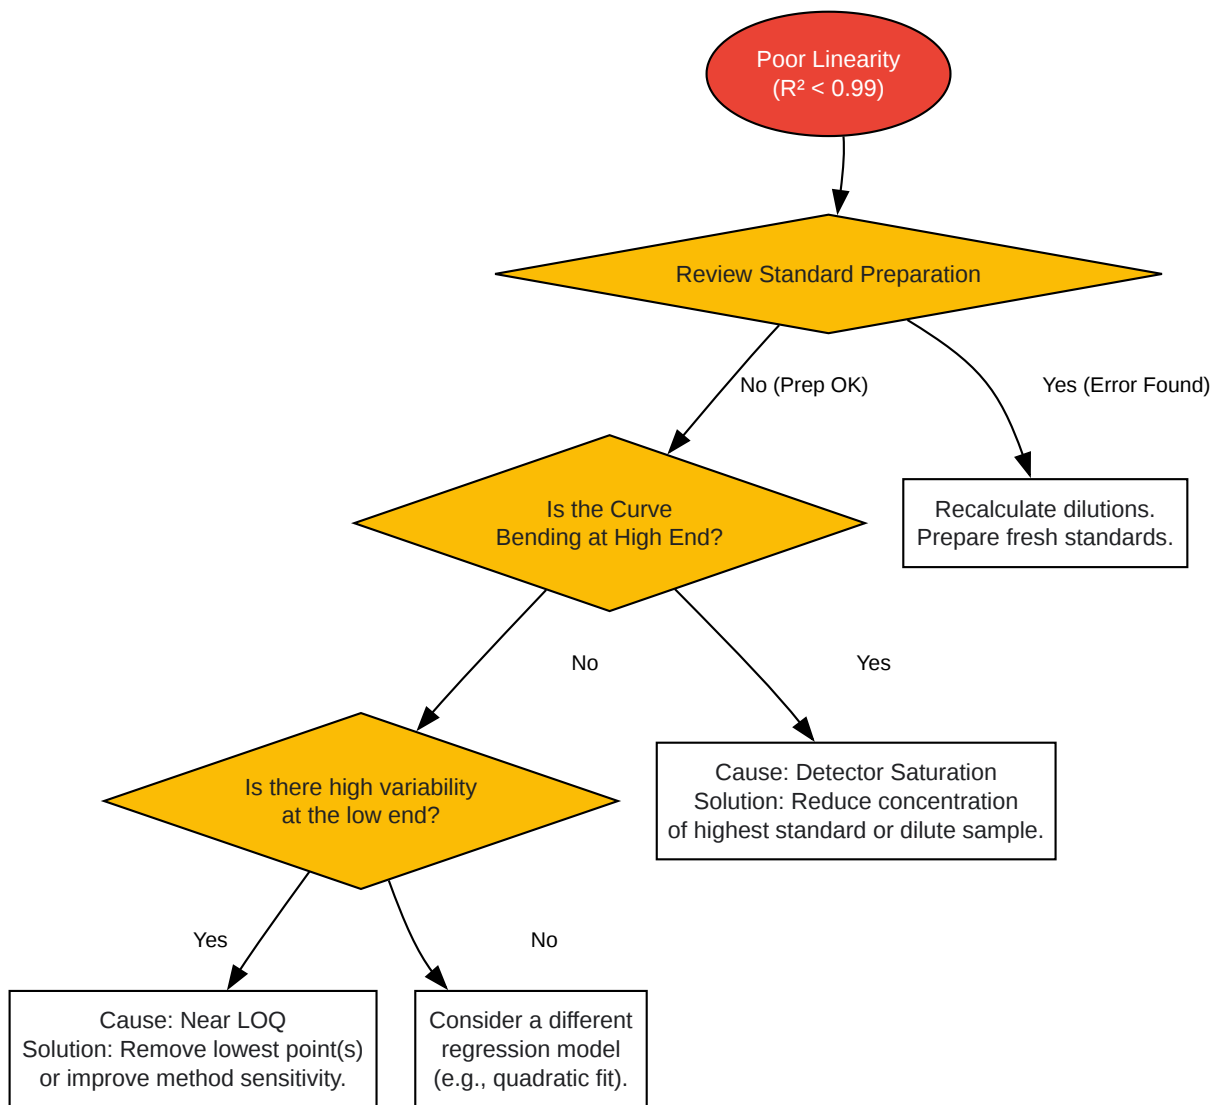 Poor Linearity
(R² < 0.99)
Review Standard Preparation
No (Prep OK)
Yes (Error Found)
Is the Curve
Bending at High End?
Recalculate dilutions.
Prepare fresh standards.
No
Yes
Is there high variability
at the low end?
Cause: Detector Saturation
Solution: Reduce concentration
of highest standard or dilute sample.
Yes
No
Cause: Near LOQ
Solution: Remove lowest point(s)
or improve method sensitivity.
Consider a different
regression model
(e.g., quadratic fit).